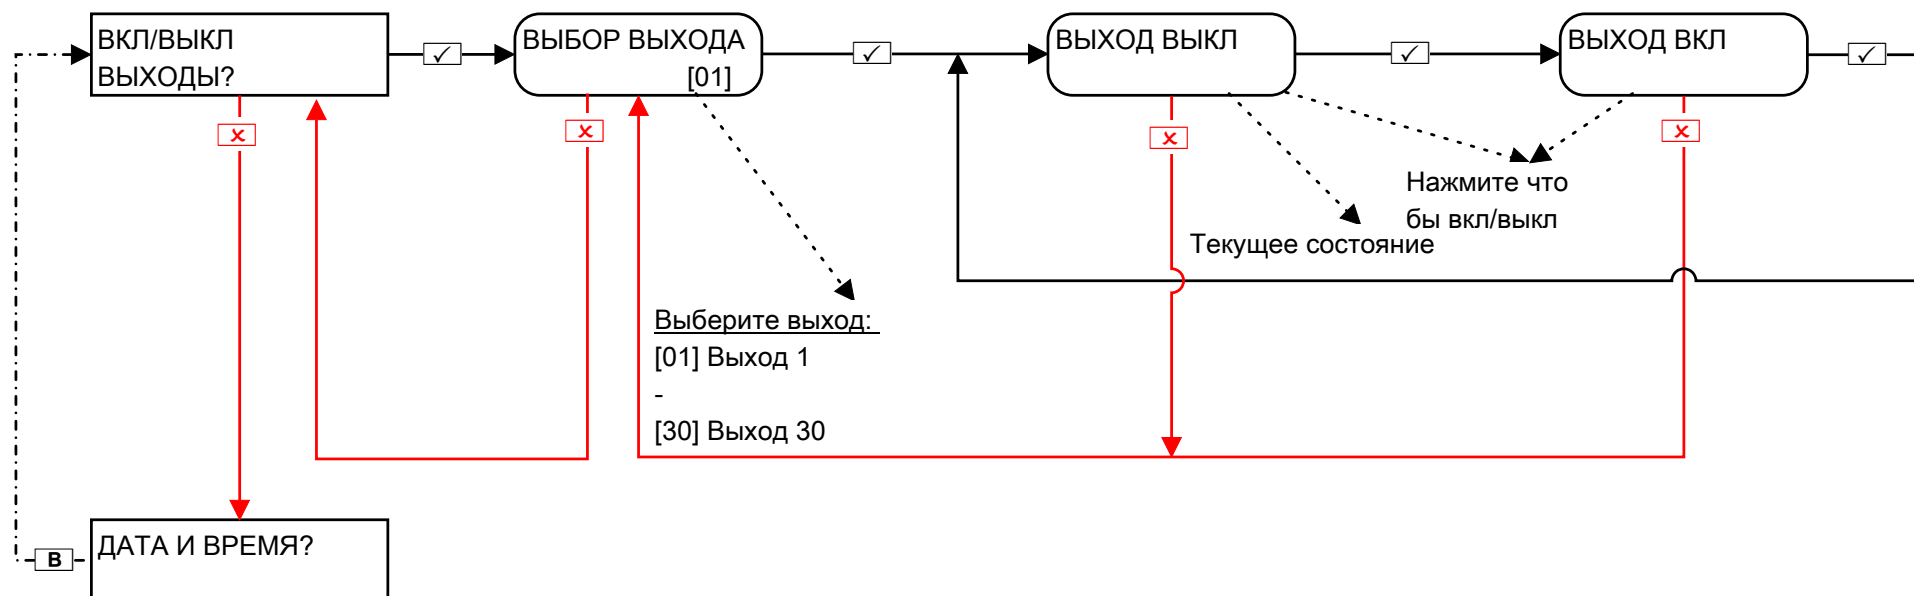 ВКЛ/ВЫКЛ
ВЫХОДЫ?
ВЫБОР ВЫХОДА
[01]
ВЫХОД ВЫКЛ
ВЫХОД ВКЛ
Нажмите что
бы вкл/выкл
Текущее состояние
Выберите выход:
[01] Выход 1
-
[30] Выход 30
ДАТА И ВРЕМЯ?
B